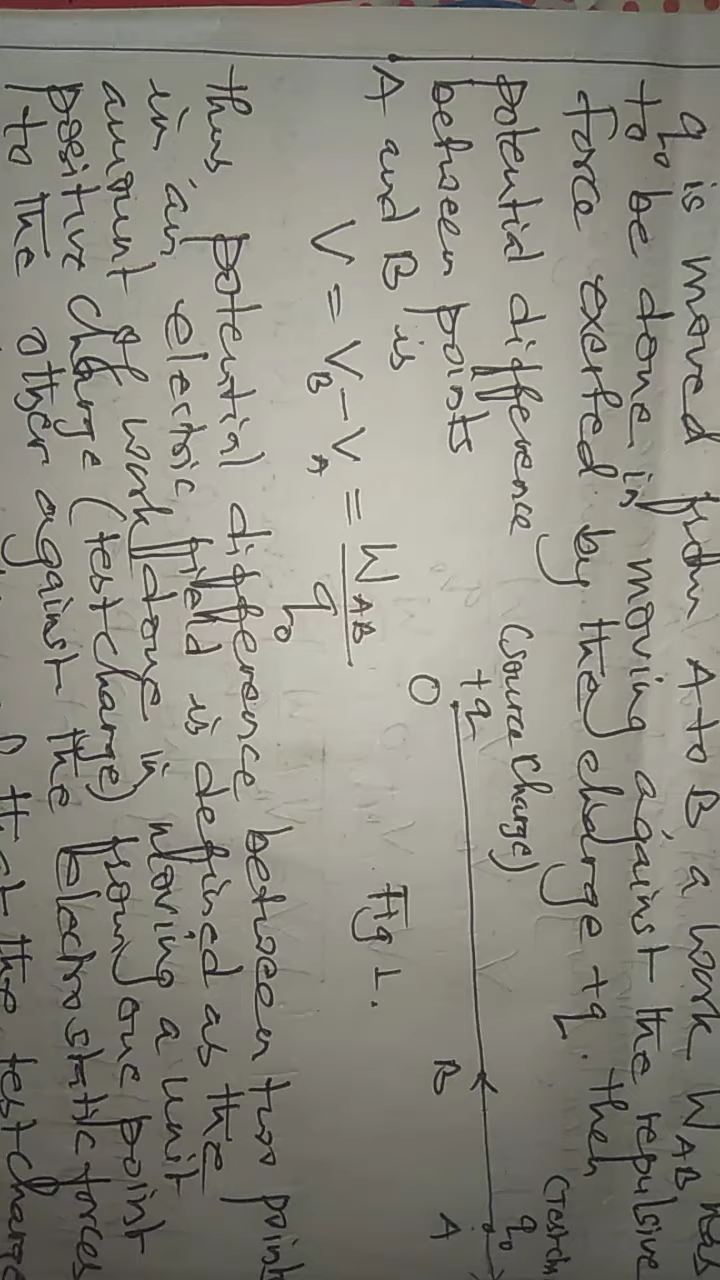 q₀ is moved from A to B a work W_AB has
to be done in moving against the repulsive
force exerted by the charge +q. Then
potential difference
between points
A and B is
(source charge)
+q
O
B
A
q₀
Fig 1.
V = V_B - V_A = W_AB / q₀
Thus potential difference between two point
in an electric field is defined as the
amount of work done in moving a unit
positive charge (test charge) from one point
to the other against the electrostatic forces
that the test charge